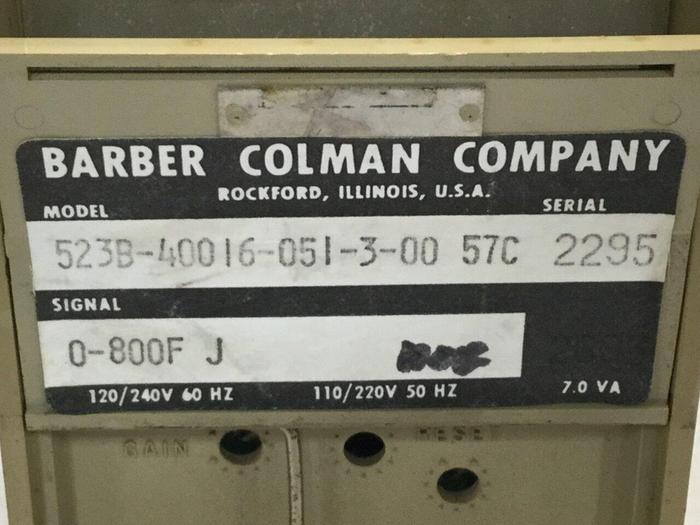 BARBER COLMAN COMPANY
ROCKFORD, ILLINOIS, U.S.A.
MODEL SERIAL
523B-40016-051-3-00 57C 2295
SIGNAL
0-800F J
120/240V 60 HZ 110/220V 50 HZ 7.0 VA
GAIN RESET